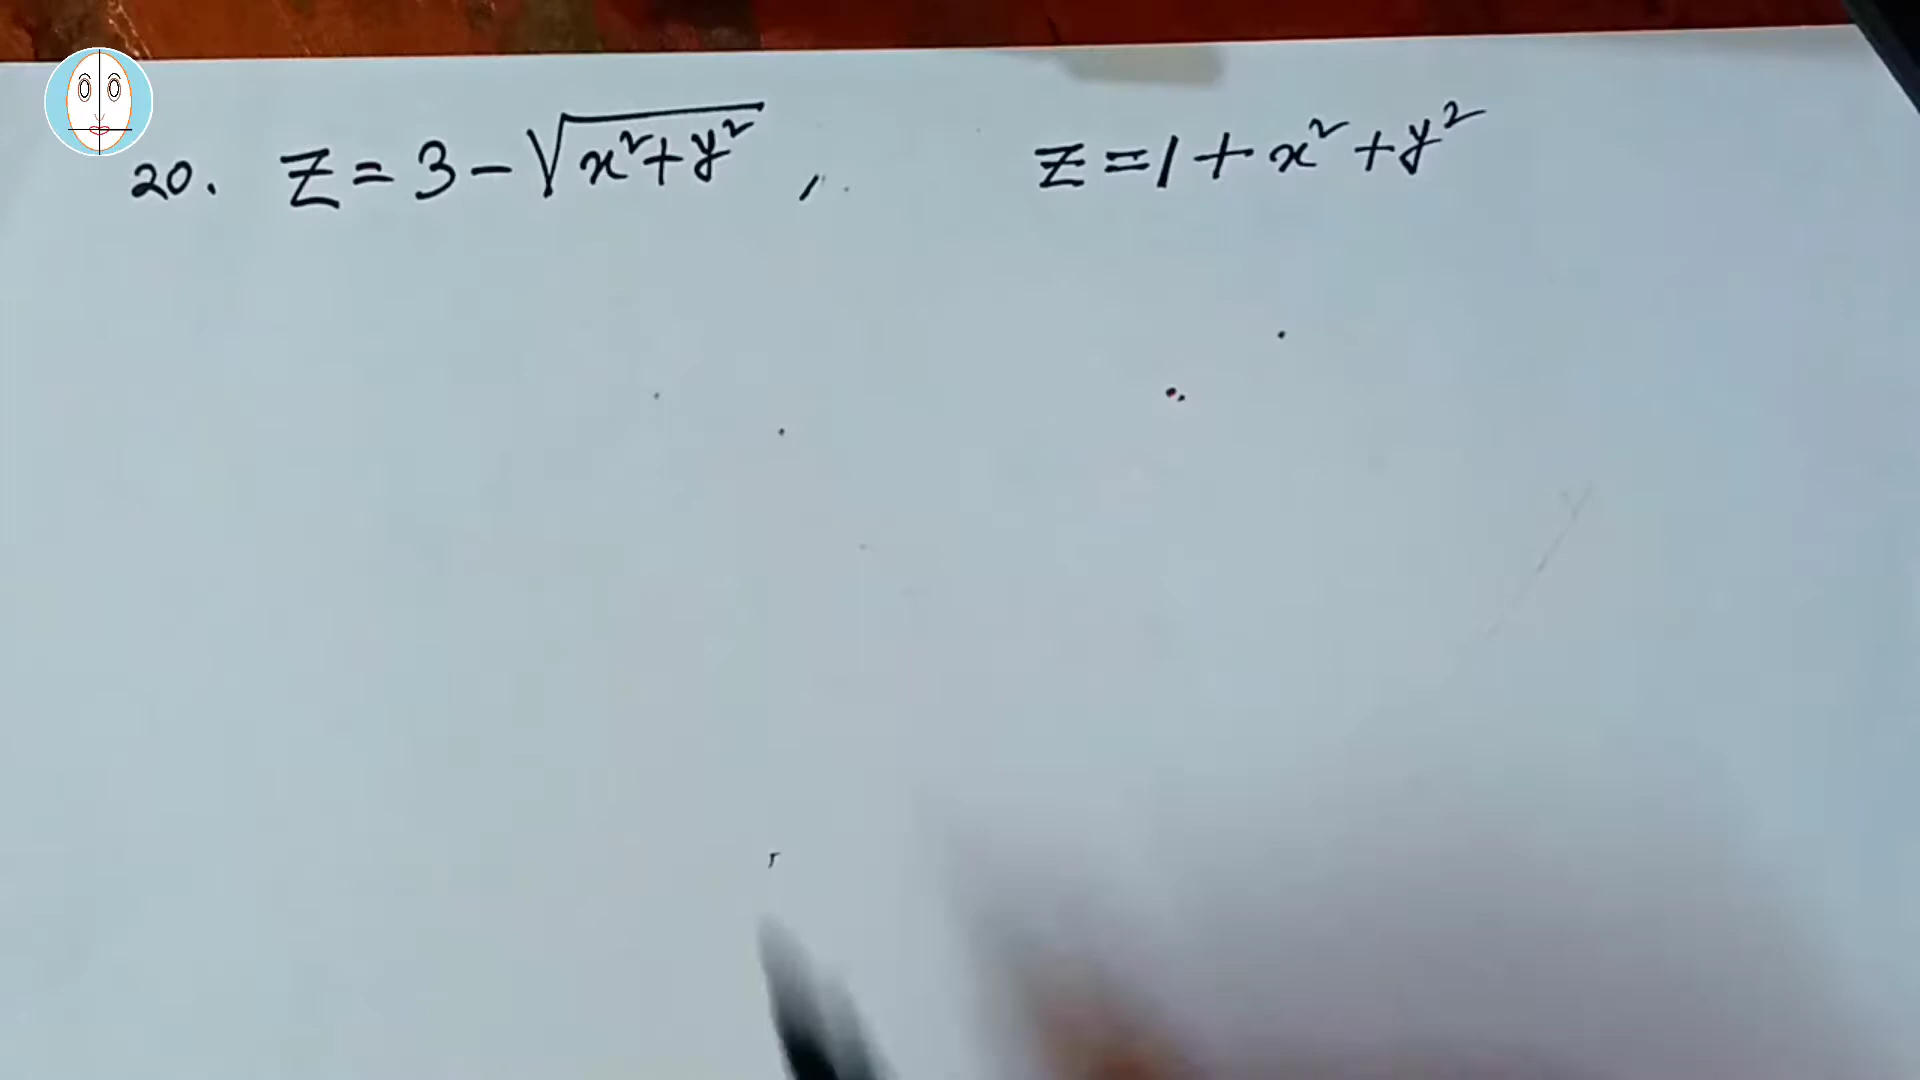 20. z = 3 - √(x² + y²) , z = 1 + x² + y²